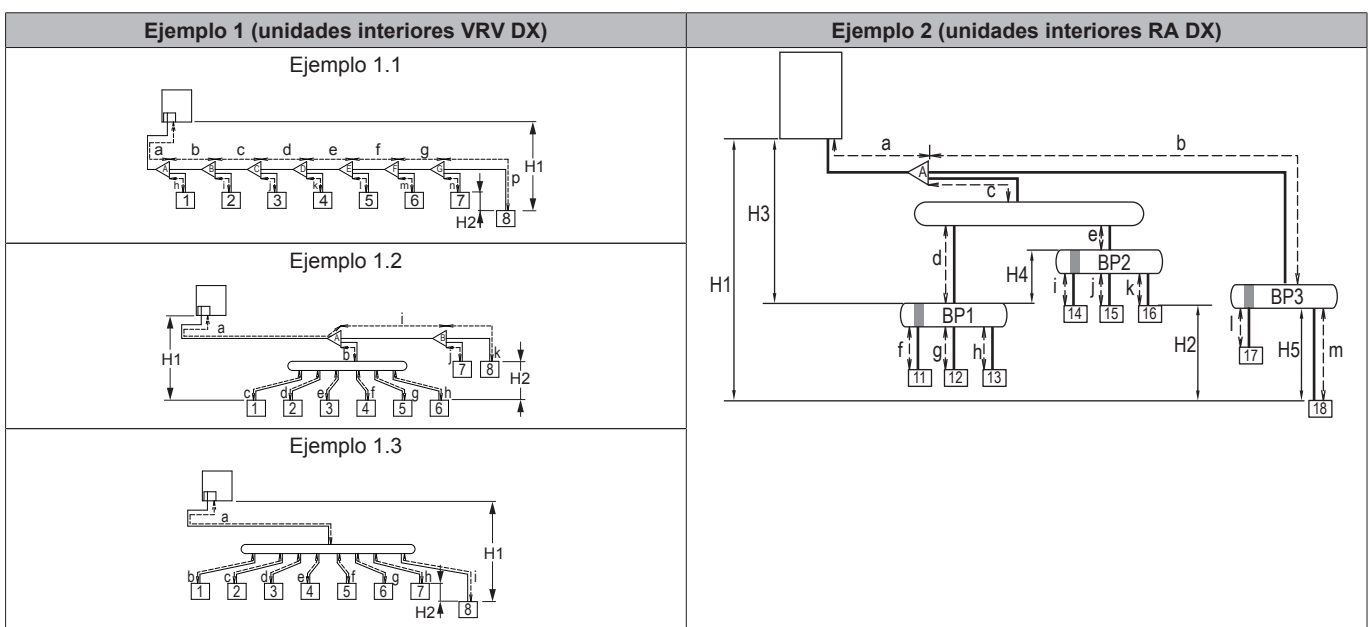 Ejemplo 1 (unidades interiores VRV DX)
Ejemplo 2 (unidades interiores RA DX)
Ejemplo 1.1
a b c d e f g
A B C D E F G
h i j k l m n p
1 2 3 4 5 6 7
8
H1
H2
Ejemplo 1.2
a
i
A B
b
j k
7 8
H1
H2
c d e f g h
1 2 3 4 5 6
Ejemplo 1.3
a
H1
b c d e f g h i
1 2 3 4 5 6 7
H2
8
a
b
A
c
H3
e
d
H4
BP2
H1
i j k
BP3
BP1
14 15 16
l
H2
H5
m
f g h
17
11 12 13
18